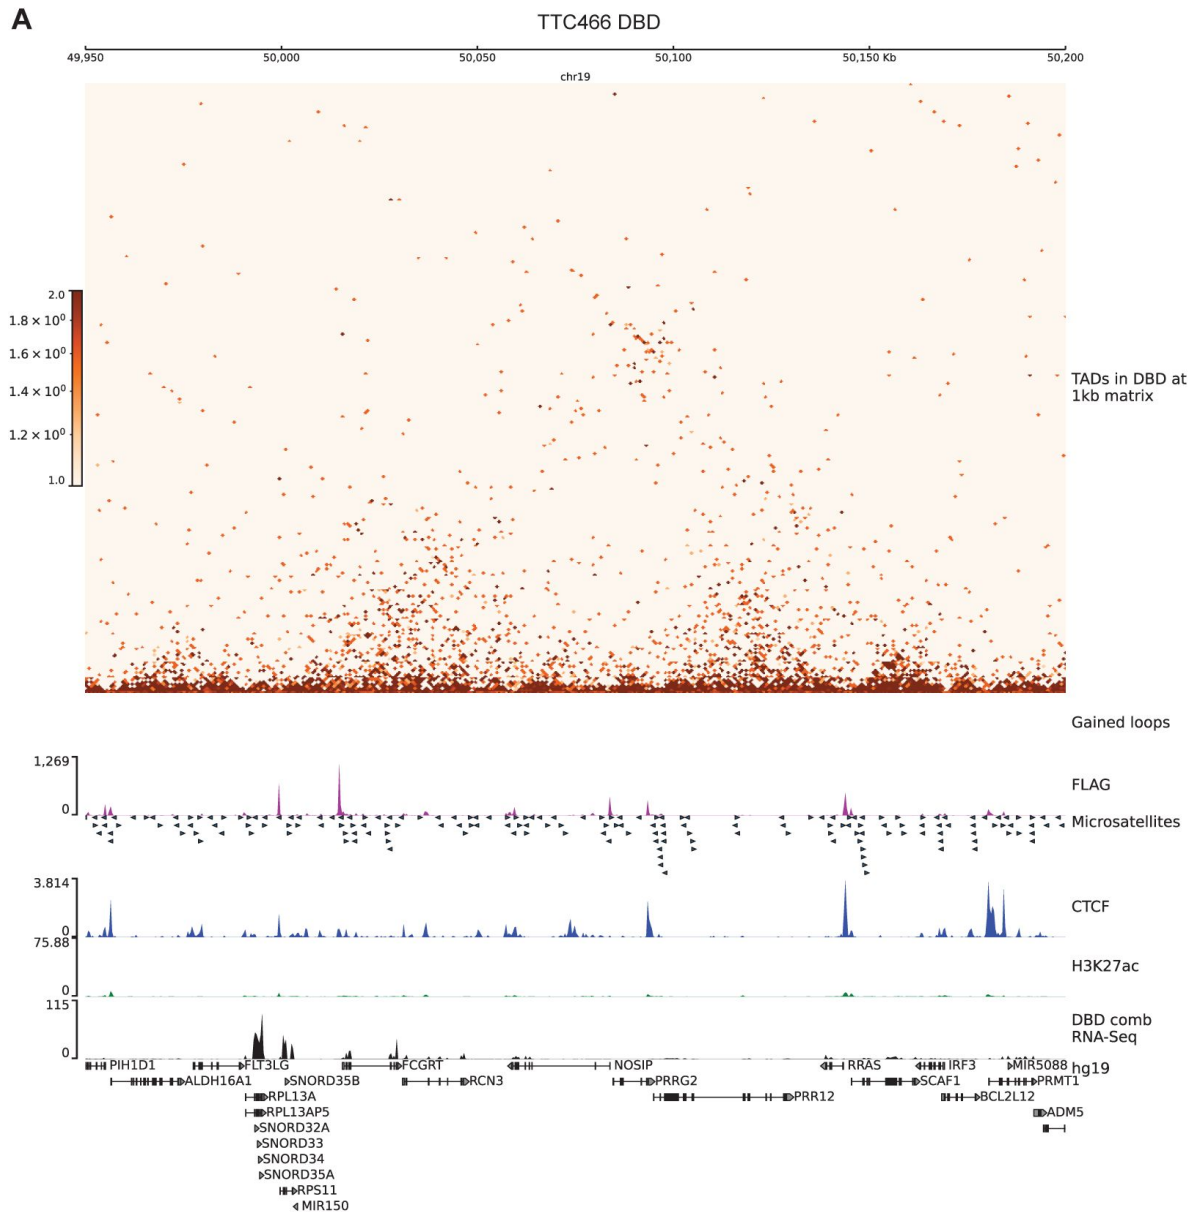 A
TTC466 DBD
49,950 50,000 50,050 50,100 50,150 Kb 50,200
chr19
2.0
1.8 × 10⁰
1.6 × 10⁰
1.4 × 10⁰
1.2 × 10⁰
1.0
TADs in DBD at
1kb matrix
Gained loops
1,269
FLAG
0
Microsatellites
3.814
CTCF
0
75.88
H3K27ac
0
115
DBD comb
RNA-Seq
0
PIH1D1 FLT3LG FCGRT NOSIP RRAS IRF3 MIR5088 hg19
ALDH16A1 SNORD35B RCN3 PRRG2 SCAF1 PRMT1
RPL13A PRR12 BCL2L12
RPL13AP5 ADM5
SNORD32A
SNORD33
SNORD34
SNORD35A
RPS11
MIR150